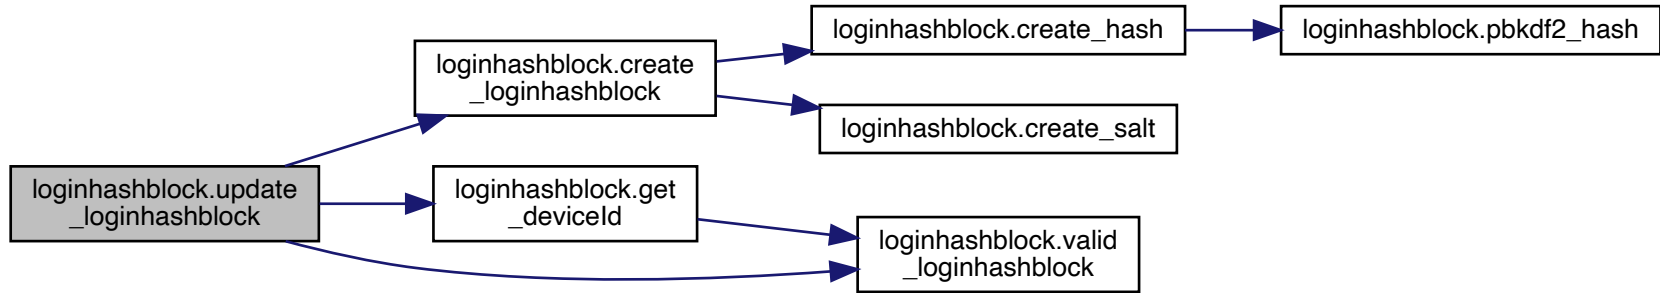 loginhashblock.update
_loginhashblock
loginhashblock.create
_loginhashblock
loginhashblock.create_hash
loginhashblock.pbkdf2_hash
loginhashblock.create_salt
loginhashblock.get
_deviceId
loginhashblock.valid
_loginhashblock